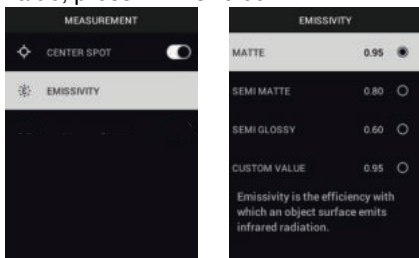 MEASUREMENT
CENTER SPOT
EMISSIVITY
EMISSIVITY
MATTE 0.95
SEMI MATTE 0.80
SEMI GLOSSY 0.60
CUSTOM VALUE 0.95
Emissivity is the efficiency with
which an object surface emits
infrared radiation.